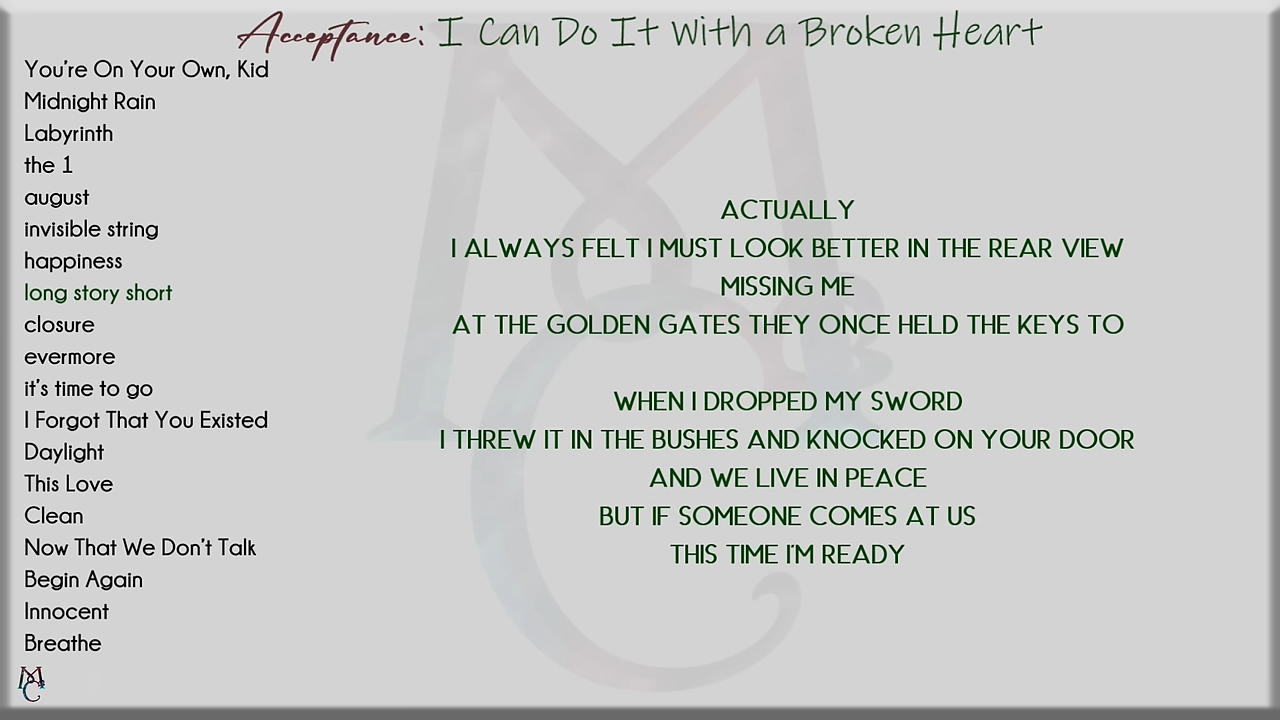 Acceptance: I Can Do It With a Broken Heart
You're On Your Own, Kid
Midnight Rain
Labyrinth
the 1
august
invisible string
happiness
long story short
closure
evermore
it's time to go
I Forgot That You Existed
Daylight
This Love
Clean
Now That We Don't Talk
Begin Again
Innocent
Breathe
ACTUALLY
I ALWAYS FELT I MUST LOOK BETTER IN THE REAR VIEW
MISSING ME
AT THE GOLDEN GATES THEY ONCE HELD THE KEYS TO
WHEN I DROPPED MY SWORD
I THREW IT IN THE BUSHES AND KNOCKED ON YOUR DOOR
AND WE LIVE IN PEACE
BUT IF SOMEONE COMES AT US
THIS TIME I'M READY